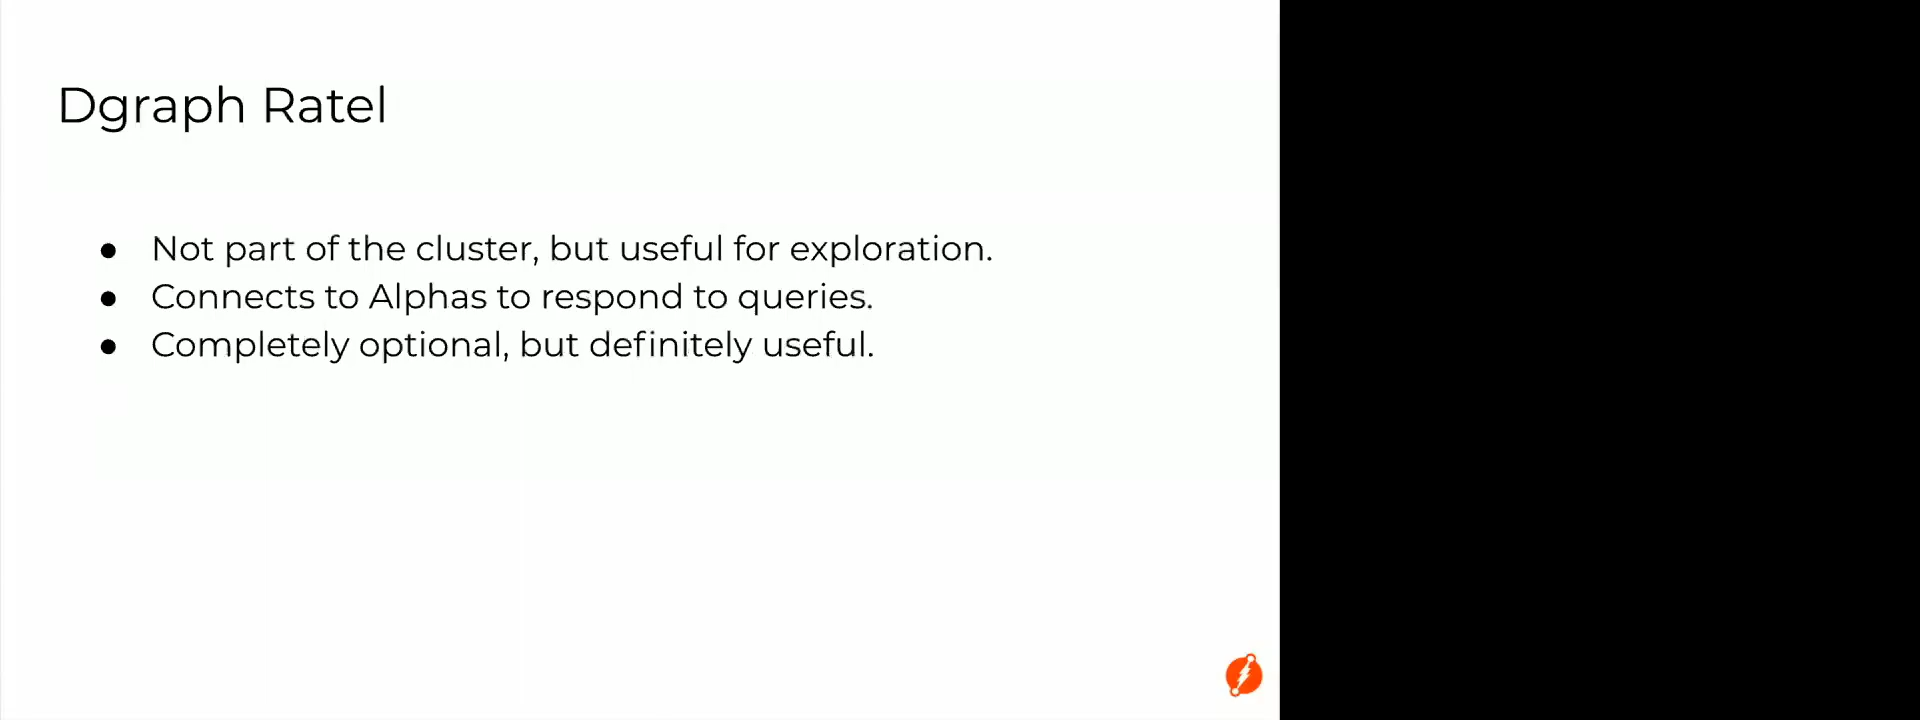 Dgraph Ratel
● Not part of the cluster, but useful for exploration.
● Connects to Alphas to respond to queries.
● Completely optional, but definitely useful.